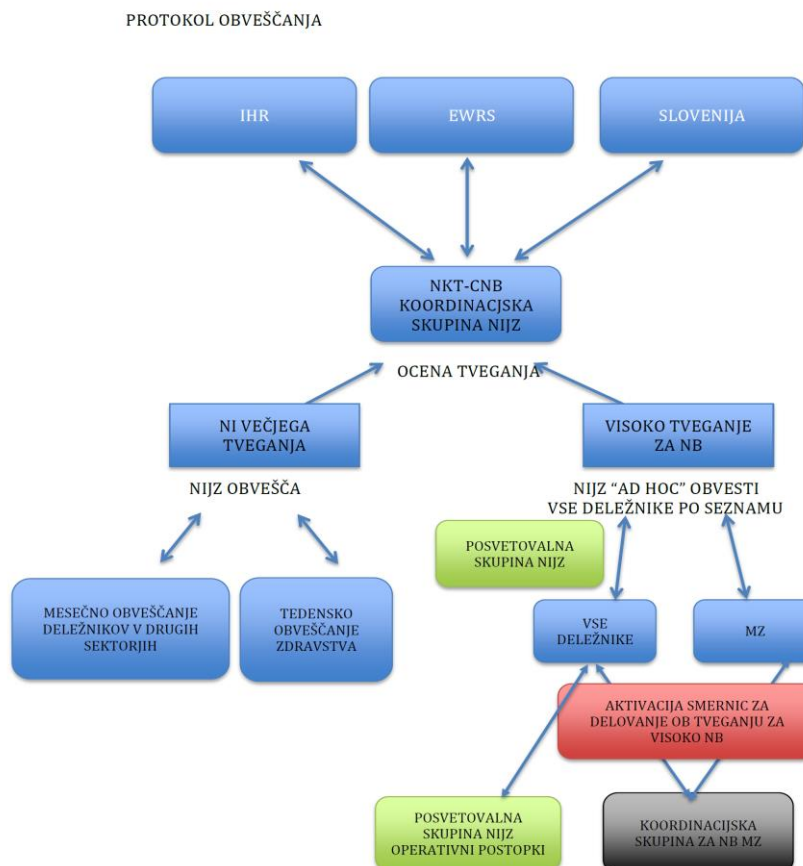 PROTOKOL OBVEŠČANJA
IHR
EWRS
SLOVENIJA
NKT-CNB
KOORDINACJSKA
SKUPINA NIJZ
OCENA TVEGANJA
NI VEČJEGA
TVEGANJA
VISOKO TVEGANJE
ZA NB
NIJZ OBVEŠČA
NIJZ “AD HOC” OBVESTI
VSE DELEŽNIKE PO SEZNAMU
POSVETOVALNA
SKUPINA NIJZ
MESEČNO OBVEŠČANJE
DELEŽNIKOV V DRUGIH
SEKTORJIH
TEDENSKO
OBVEŠČANJE
ZDRAVSTVA
VSE
DELEŽNIKE
MZ
AKTIVACIJA SMERNIC ZA
DELOVANJE OB TVEGANJU ZA
VISOKO NB
POSVETOVALNA
SKUPINA NIJZ
OPERATIVNI POSTOPKI
KOORDINACIJSKA
SKUPINA ZA NB MZ